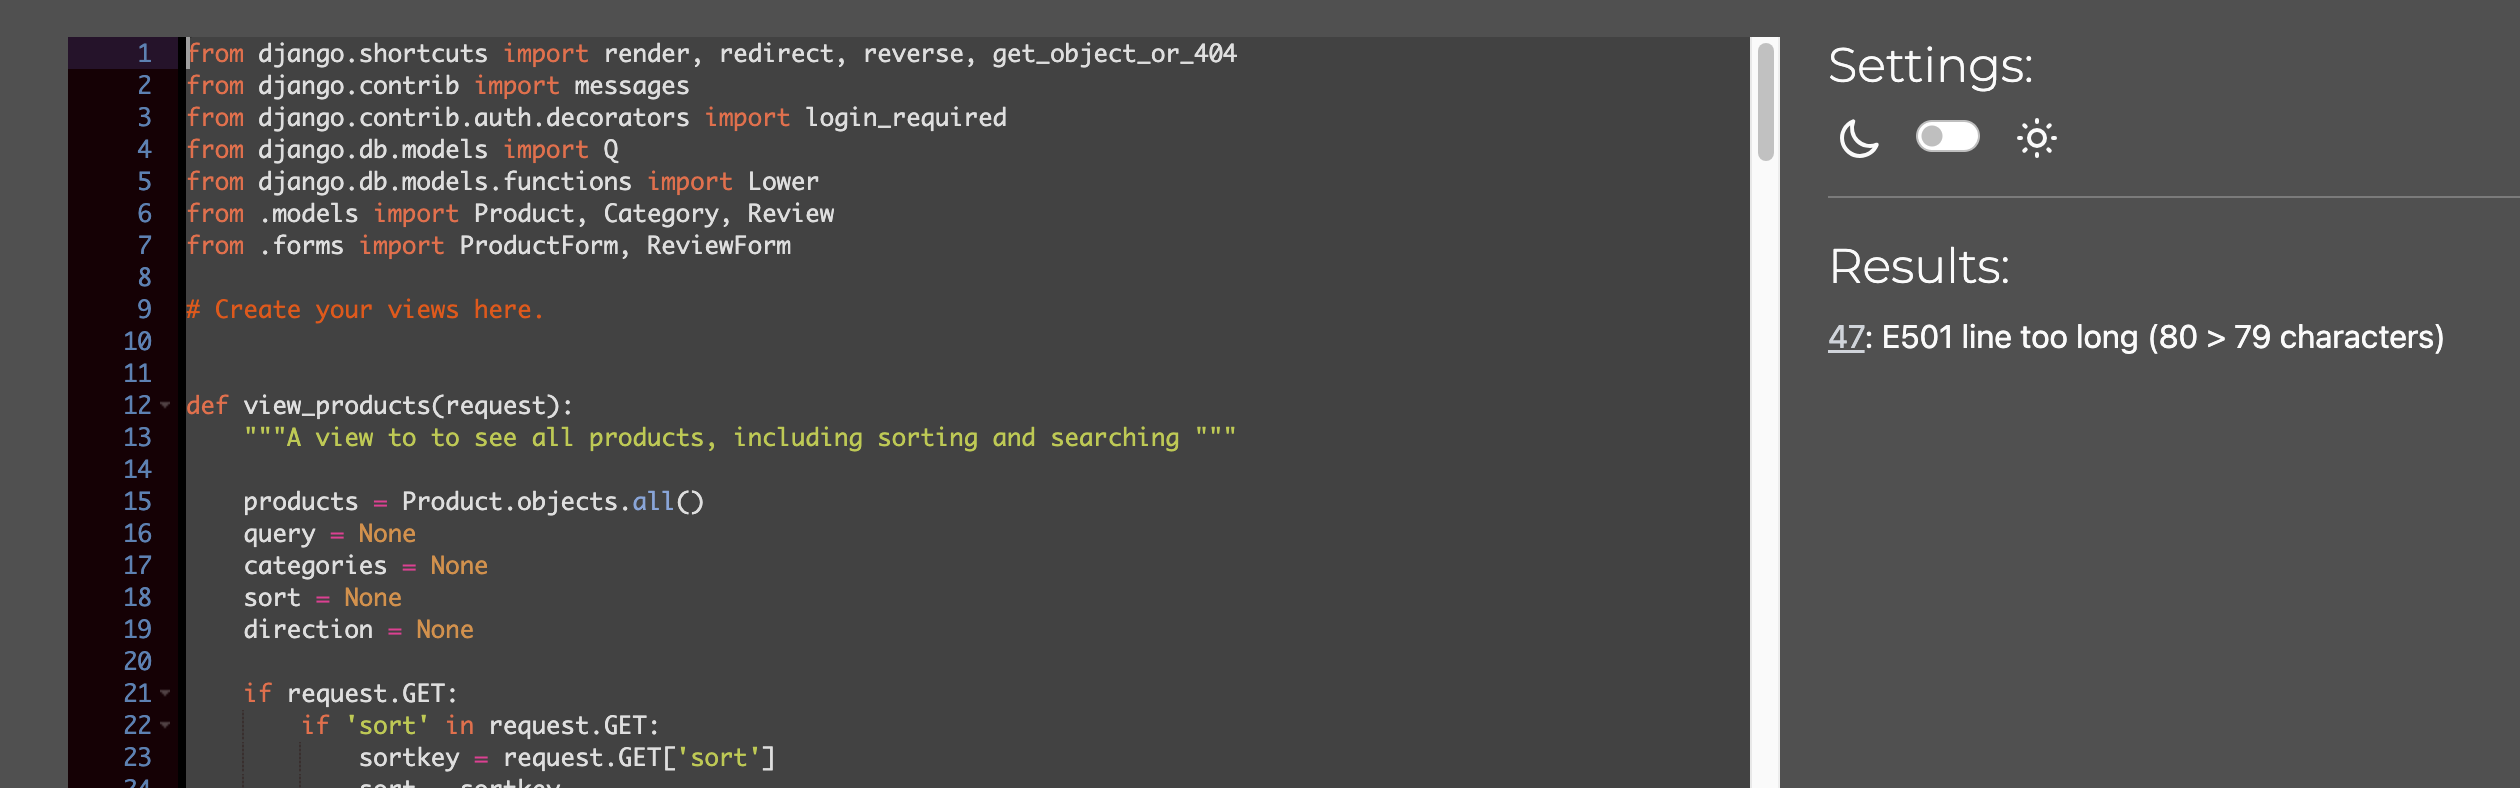 1 from django.shortcuts import render, redirect, reverse, get_object_or_404
2 from django.contrib import messages
3 from django.contrib.auth.decorators import login_required
4 from django.db.models import Q
5 from django.db.models.functions import Lower
6 from .models import Product, Category, Review
7 from .forms import ProductForm, ReviewForm
8
9 # Create your views here.
10
11
12 def view_products(request):
13     """A view to to see all products, including sorting and searching """
14
15     products = Product.objects.all()
16     query = None
17     categories = None
18     sort = None
19     direction = None
20
21     if request.GET:
22         if 'sort' in request.GET:
23             sortkey = request.GET['sort']
24             sort = sortkey
Settings:
Results:
47: E501 line too long (80 > 79 characters)